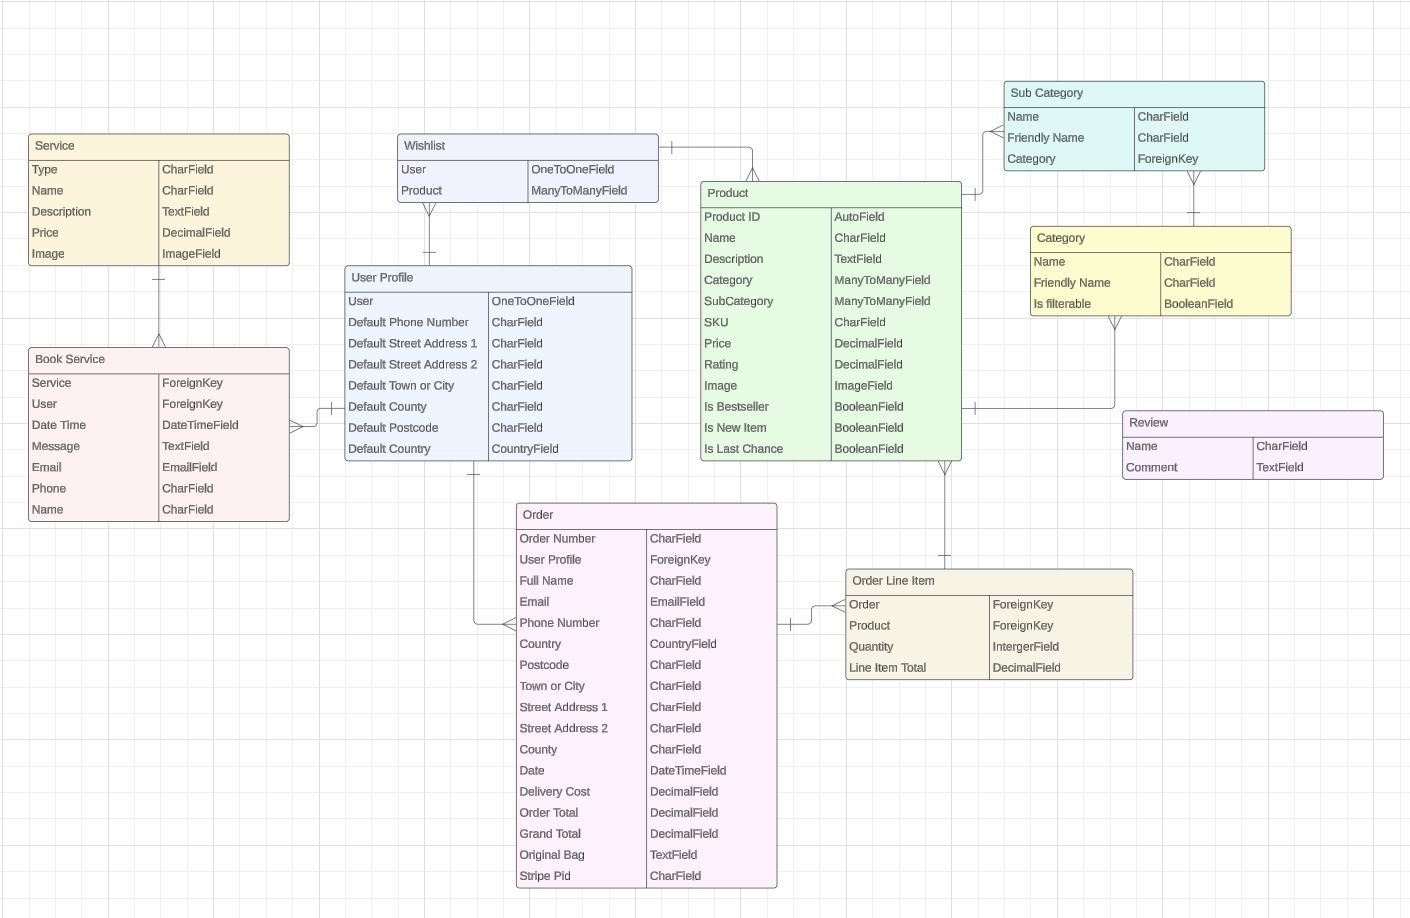 Sub Category
Name CharField
Friendly Name CharField
Category ForeignKey
Service
Type CharField
Name CharField
Description TextField
Price DecimalField
Image ImageField
Wishlist
User OneToOneField
Product ManyToManyField
Product
Product ID AutoField
Name CharField
Description TextField
Category ManyToManyField
SubCategory ManyToManyField
SKU CharField
Price DecimalField
Rating DecimalField
Image ImageField
Is Bestseller BooleanField
Is New Item BooleanField
Is Last Chance BooleanField
Category
Name CharField
Friendly Name CharField
Is filterable BooleanField
User Profile
User OneToOneField
Default Phone Number CharField
Default Street Address 1 CharField
Default Street Address 2 CharField
Default Town or City CharField
Default County CharField
Default Postcode CharField
Default Country CountryField
Book Service
Service ForeignKey
User ForeignKey
Date Time DateTimeField
Message TextField
Email EmailField
Phone CharField
Name CharField
Review
Name CharField
Comment TextField
Order
Order Number CharField
User Profile ForeignKey
Full Name CharField
Email EmailField
Phone Number CharField
Country CountryField
Postcode CharField
Town or City CharField
Street Address 1 CharField
Street Address 2 CharField
County CharField
Date DateTimeField
Delivery Cost DecimalField
Order Total DecimalField
Grand Total DecimalField
Original Bag TextField
Stripe Pid CharField
Order Line Item
Order ForeignKey
Product ForeignKey
Quantity IntergerField
Line Item Total DecimalField